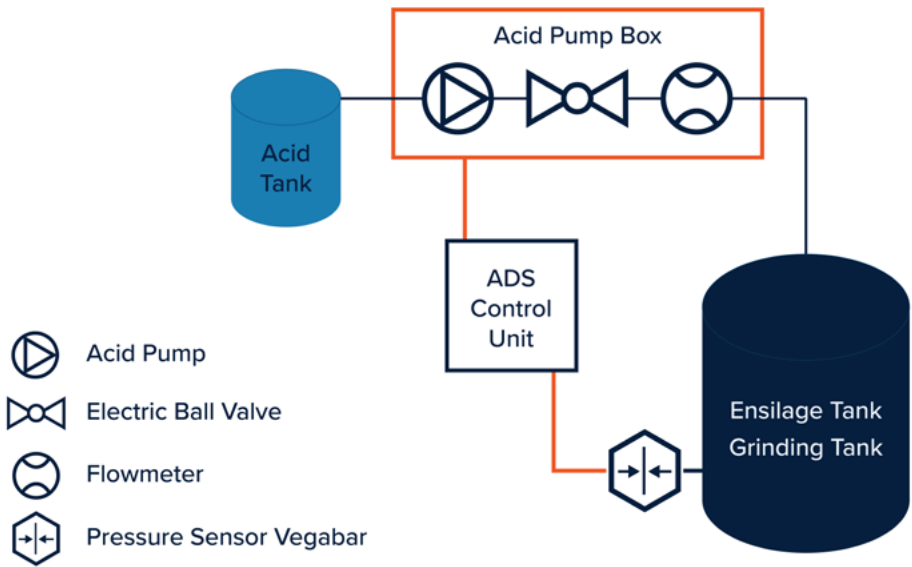 Acid Pump Box
Acid
Tank
ADS
Control
Unit
Ensilage Tank
Grinding Tank
Acid Pump
Electric Ball Valve
Flowmeter
Pressure Sensor Vegabar